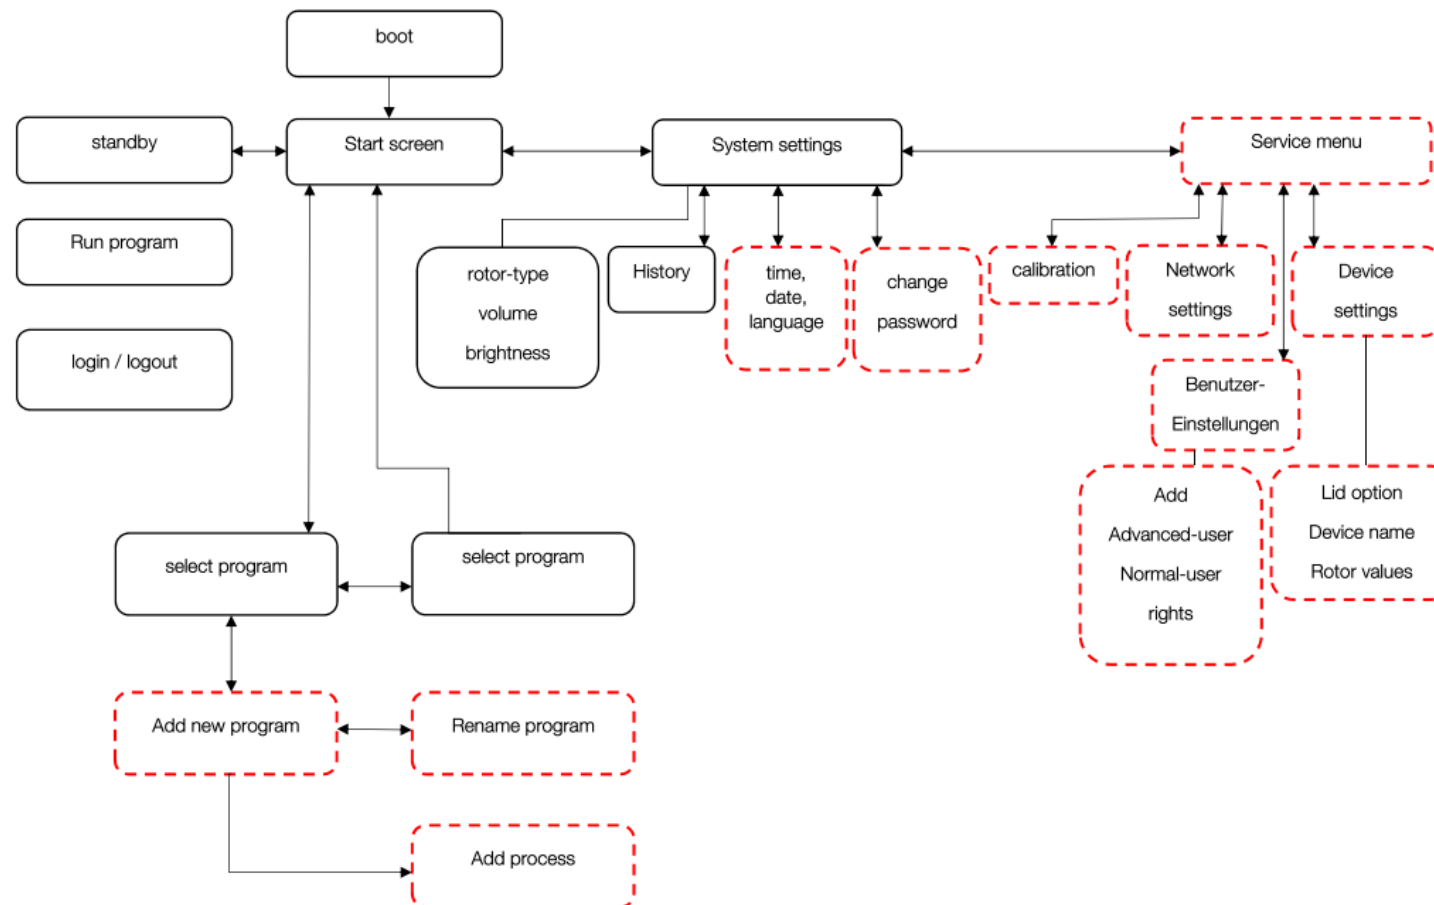 boot
standby
Start screen
System settings
Service menu
Run program
login / logout
rotor-type
volume
brightness
History
time,
date,
language
change
password
calibration
Network
settings
Device
settings
Benutzer-
Einstellungen
Add
Advanced-user
Normal-user
rights
Lid option
Device name
Rotor values
select program
select program
Add new program
Rename program
Add process